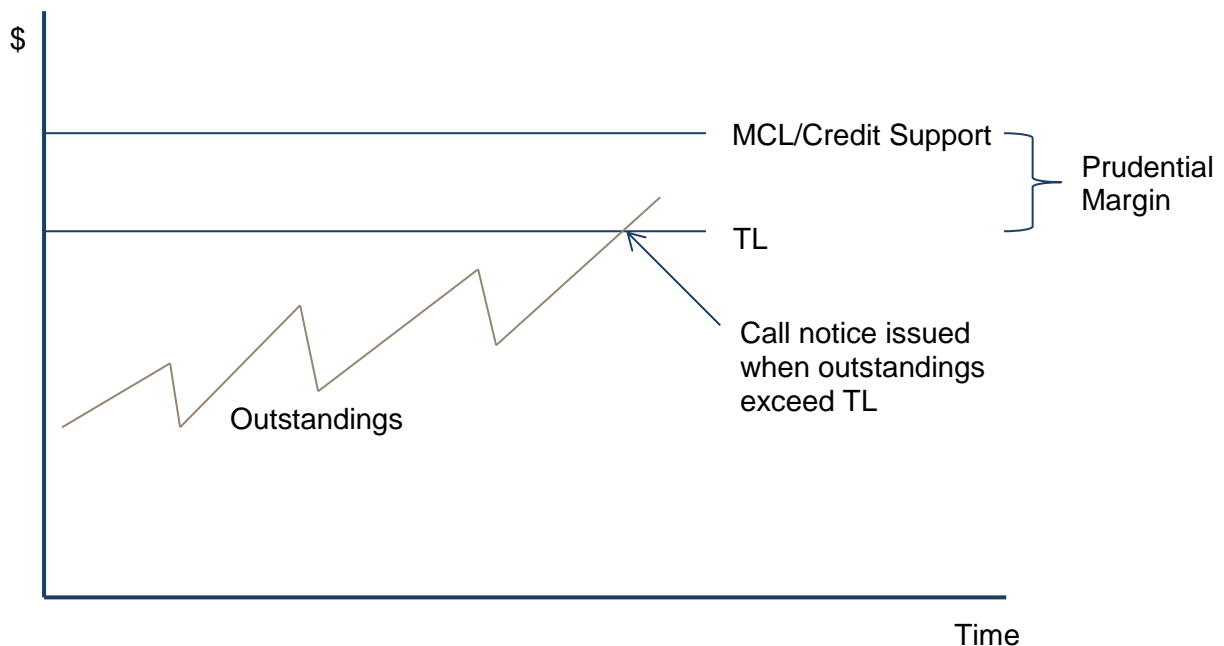 $
MCL/Credit Support
Prudential
Margin
TL
Call notice issued
when outstandings
exceed TL
Outstandings
Time